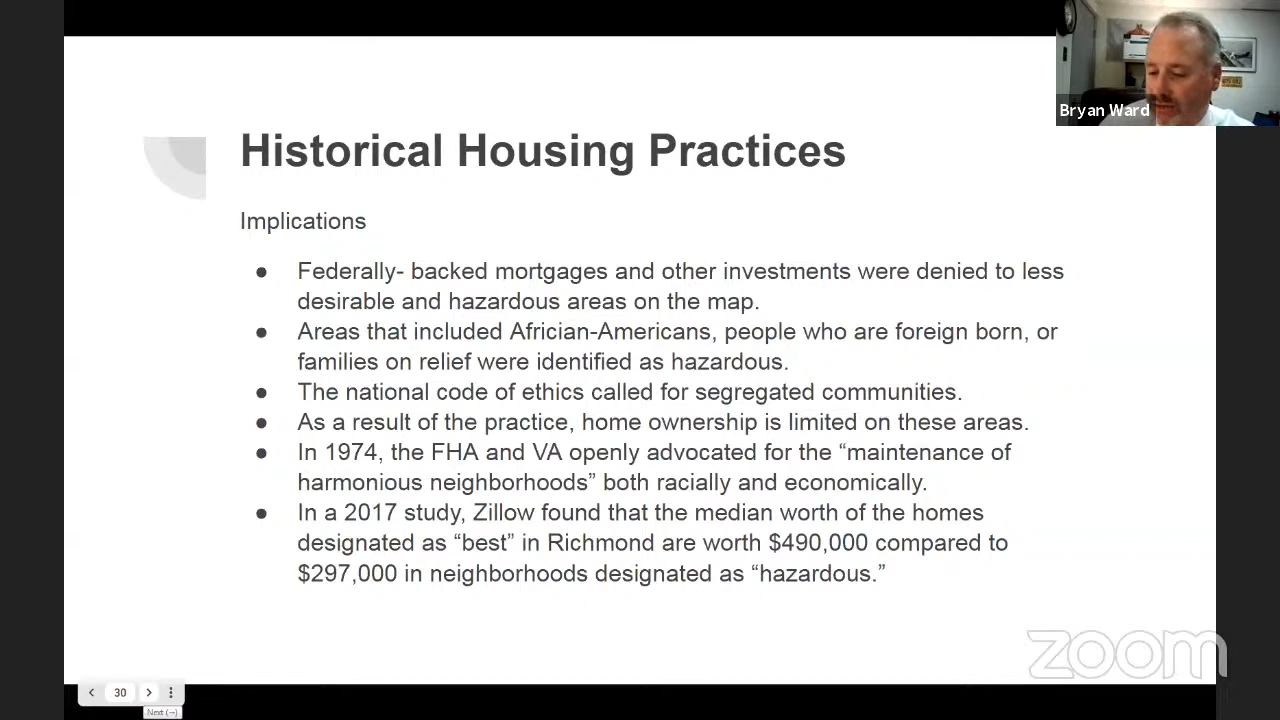 Bryan Ward
Historical Housing Practices
Implications
● Federally- backed mortgages and other investments were denied to less
desirable and hazardous areas on the map.
● Areas that included Africian-Americans, people who are foreign born, or
families on relief were identified as hazardous.
● The national code of ethics called for segregated communities.
● As a result of the practice, home ownership is limited on these areas.
● In 1974, the FHA and VA openly advocated for the “maintenance of
harmonious neighborhoods” both racially and economically.
● In a 2017 study, Zillow found that the median worth of the homes
designated as “best” in Richmond are worth $490,000 compared to
$297,000 in neighborhoods designated as “hazardous.”
zoom
30
Next (→)